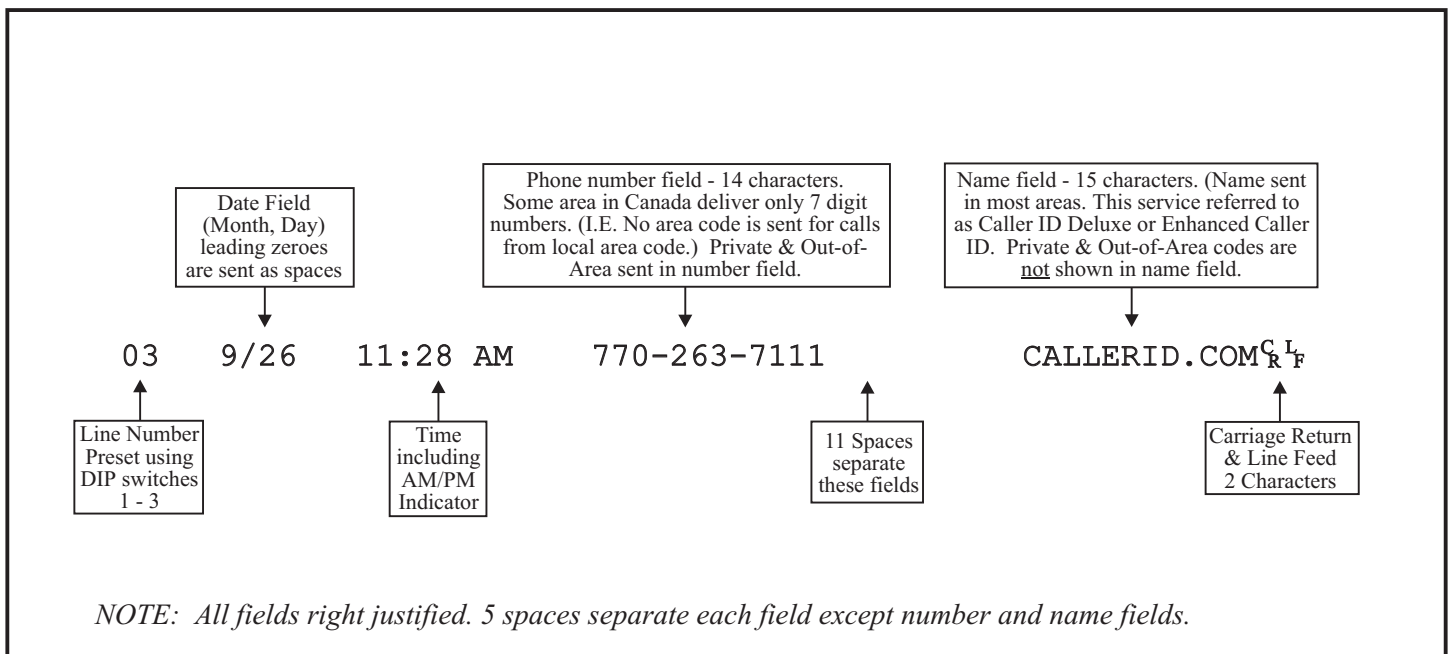 Date Field
(Month, Day)
leading zeroes
are sent as spaces
Phone number field - 14 characters.
Some area in Canada deliver only 7 digit
numbers. (I.E. No area code is sent for calls
from local area code.) Private & Out-of-
Area sent in number field.
Name field - 15 characters. (Name sent
in most areas. This service referred to
as Caller ID Deluxe or Enhanced Caller
ID. Private & Out-of-Area codes are
not shown in name field.
03 9/26 11:28 AM 770-263-7111 CALLERID.COM CR LF
Line Number
Preset using
DIP switches
1 - 3
Time
including
AM/PM
Indicator
11 Spaces
separate
these fields
Carriage Return
& Line Feed
2 Characters
NOTE: All fields right justified. 5 spaces separate each field except number and name fields.